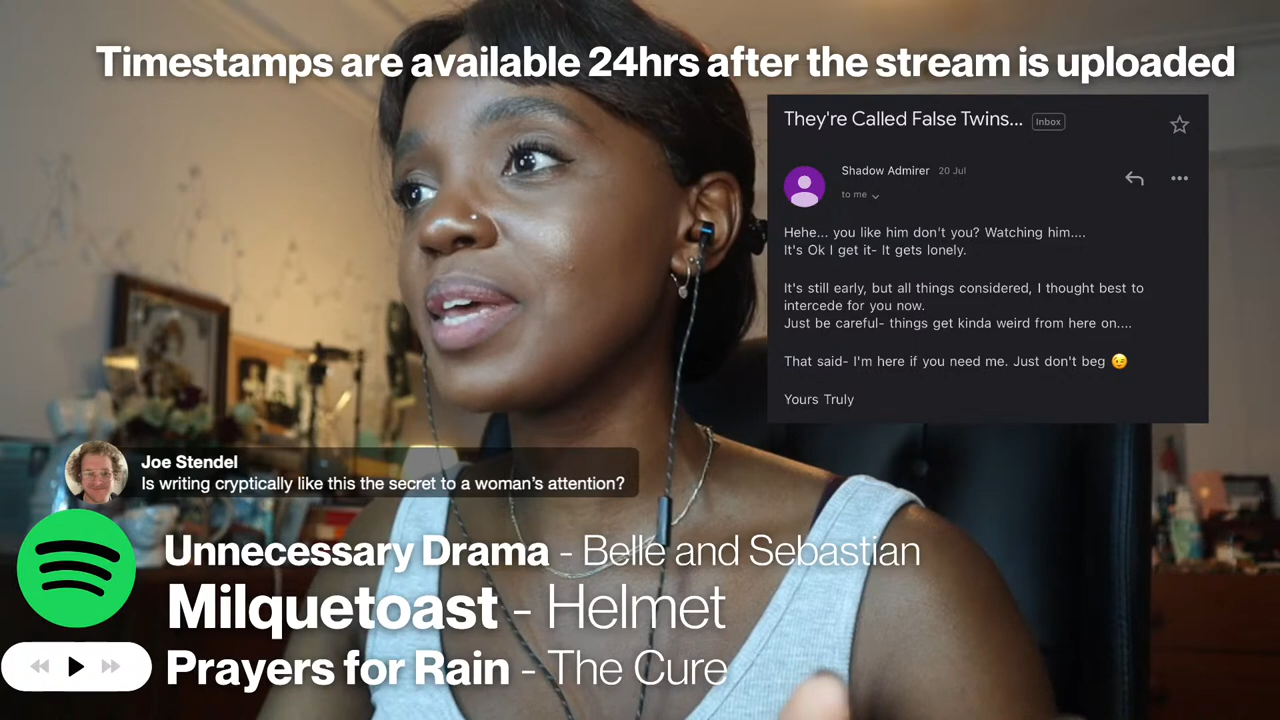 Timestamps are available 24hrs after the stream is uploaded
They're Called False Twins... Inbox
Shadow Admirer 20 Jul
to me
Hehe... you like him don't you? Watching him....
It's Ok I get it- It gets lonely.
It's still early, but all things considered, I thought best to
intercede for you now.
Just be careful- things get kinda weird from here on....
That said- I'm here if you need me. Just don't beg 😉
Yours Truly
Joe Stendel
Is writing cryptically like this the secret to a woman's attention?
Unnecessary Drama - Belle and Sebastian
Milquetoast - Helmet
Prayers for Rain - The Cure